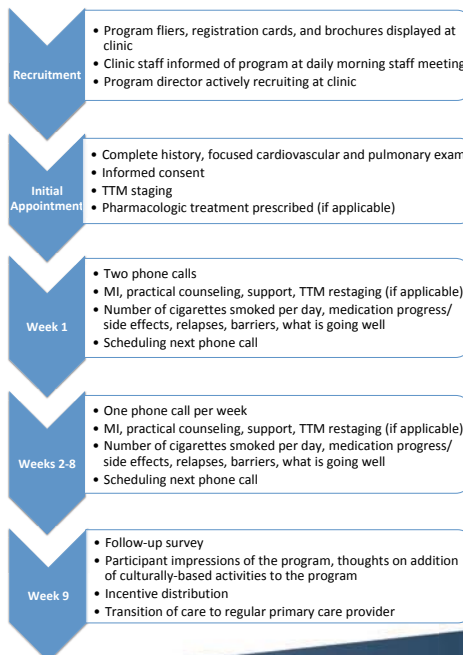 Recruitment
• Program fliers, registration cards, and brochures displayed at
clinic
• Clinic staff informed of program at daily morning staff meeting
• Program director actively recruiting at clinic
Initial
Appointment
• Complete history, focused cardiovascular and pulmonary exam
• Informed consent
• TTM staging
• Pharmacologic treatment prescribed (if applicable)
Week 1
• Two phone calls
• MI, practical counseling, support, TTM restaging (if applicable)
• Number of cigarettes smoked per day, medication progress/
side effects, relapses, barriers, what is going well
• Scheduling next phone call
Weeks 2-8
• One phone call per week
• MI, practical counseling, support, TTM restaging (if applicable)
• Number of cigarettes smoked per day, medication progress/
side effects, relapses, barriers, what is going well
• Scheduling next phone call
Week 9
• Follow-up survey
• Participant impressions of the program, thoughts on addition
of culturally-based activities to the program
• Incentive distribution
• Transition of care to regular primary care provider